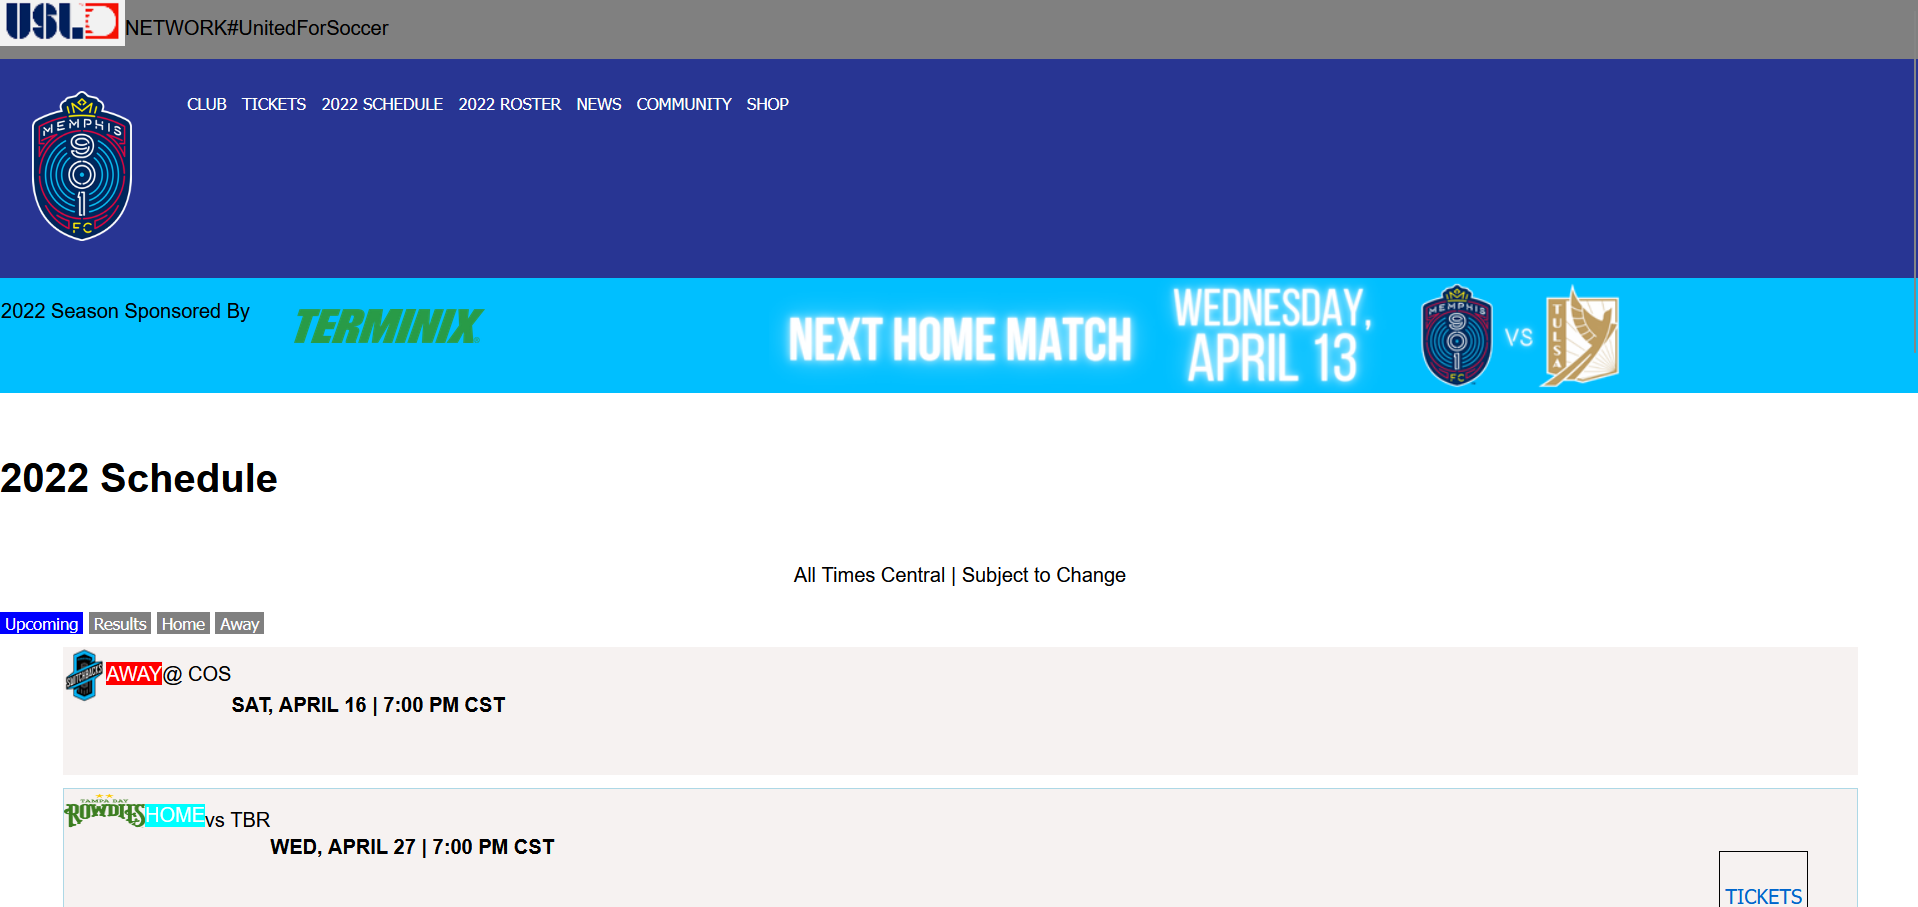 USL NETWORK#UnitedForSoccer
CLUB TICKETS 2022 SCHEDULE 2022 ROSTER NEWS COMMUNITY SHOP
MEMPHIS
901
FC
2022 Season Sponsored By
TERMINIX
NEXT HOME MATCH
WEDNESDAY,
APRIL 13
MEMPHIS
901
FC
VS
TULSA
2022 Schedule
All Times Central | Subject to Change
Upcoming Results Home Away
SWITCHBACKS
AWAY@ COS
SAT, APRIL 16 | 7:00 PM CST
TAMPA BAY
ROWDIES
HOMEvs TBR
WED, APRIL 27 | 7:00 PM CST
TICKETS